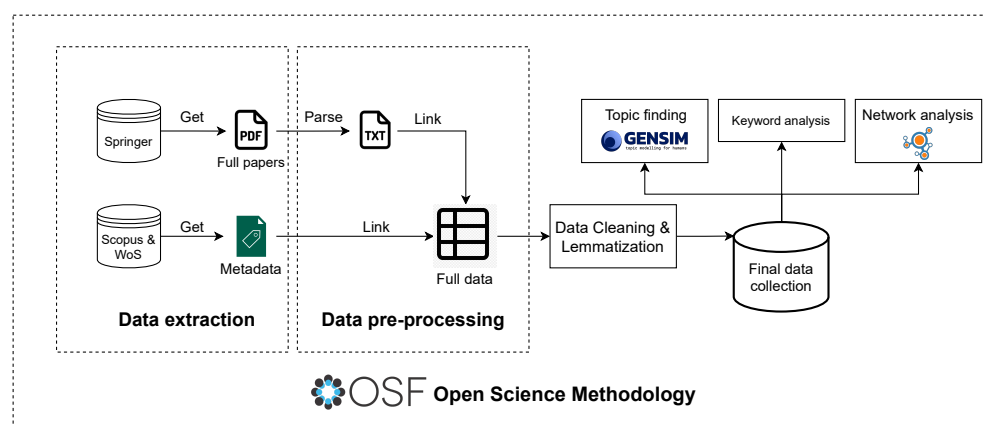 Springer
Get
PDF
Full papers
Parse
TXT
Link
Scopus &
WoS
Get
Metadata
Link
Full data
Data extraction
Data pre-processing
Data Cleaning &
Lemmatization
Final data
collection
Topic finding
GENSIM
topic modelling for humans
Keyword analysis
Network analysis
OSF Open Science Methodology